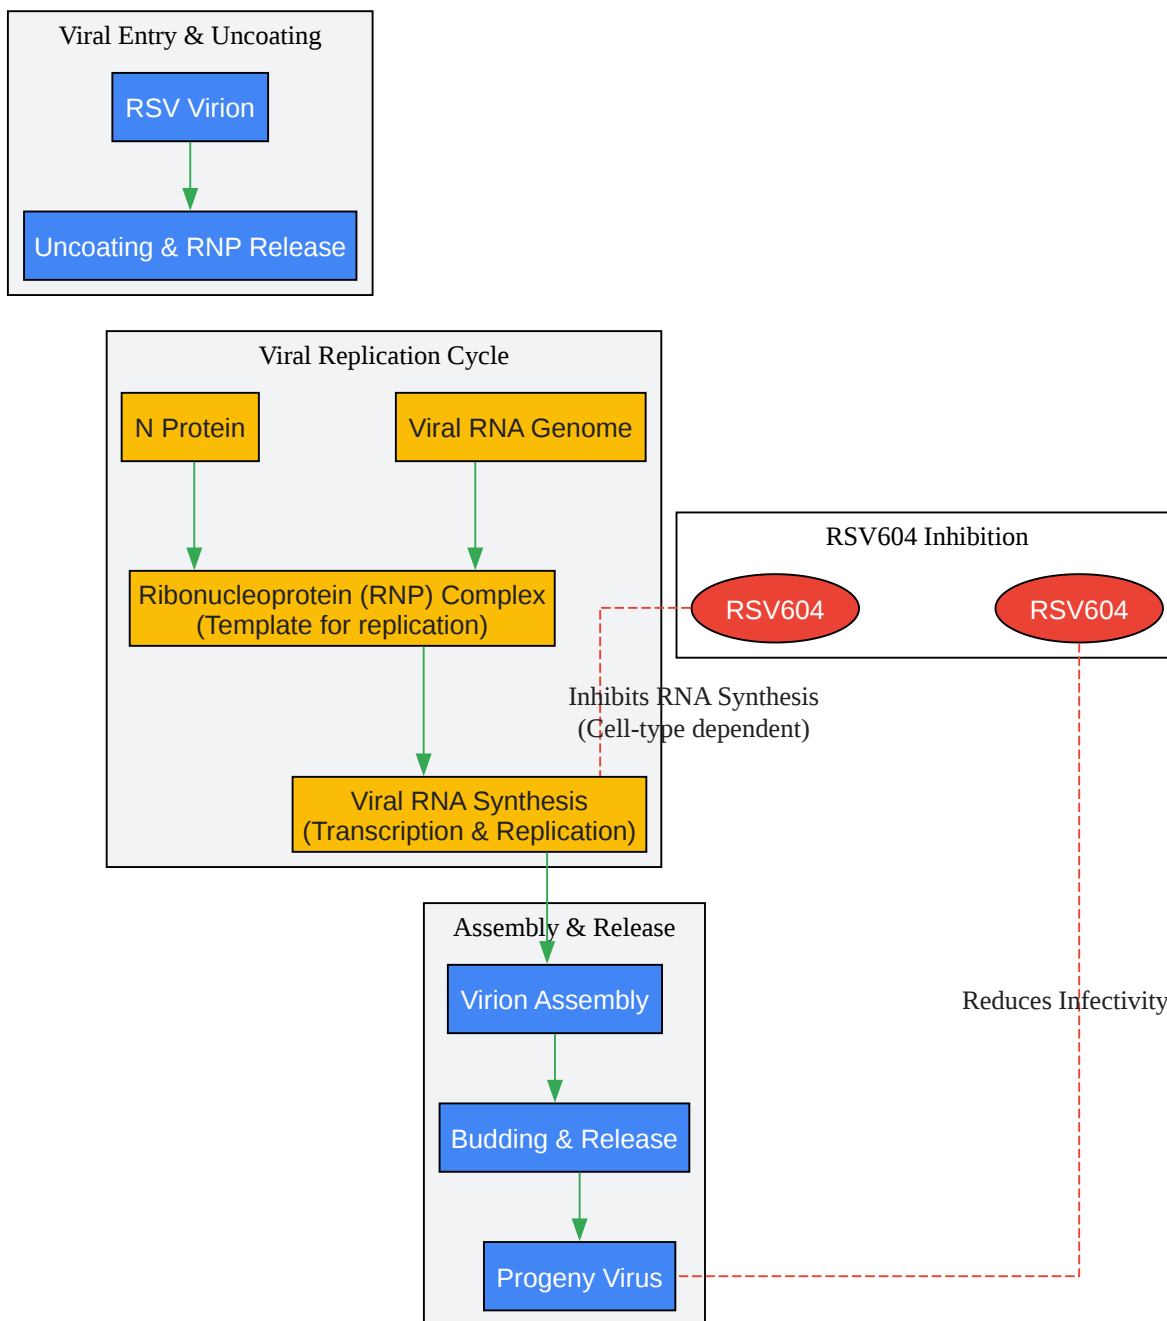 Viral Entry & Uncoating
RSV Virion
Uncoating & RNP Release
Viral Replication Cycle
N Protein
Viral RNA Genome
Ribonucleoprotein (RNP) Complex
(Template for replication)
RSV604 Inhibition
RSV604
RSV604
Inhibits RNA Synthesis
(Cell-type dependent)
Viral RNA Synthesis
(Transcription & Replication)
Assembly & Release
Virion Assembly
Reduces Infectivity
Budding & Release
Progeny Virus